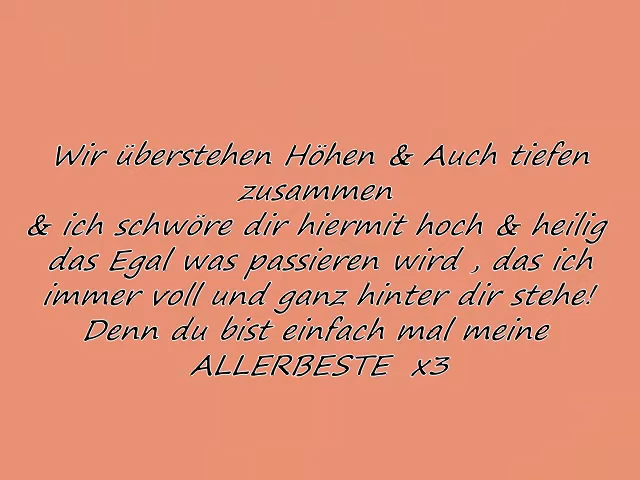 Wir überstehen Höhen & Auch tiefen
zusammen
& ich schwöre dir hiermit hoch & heilig
das Egal was passieren wird , das ich
immer voll und ganz hinter dir stehe!
Denn du bist einfach mal meine
ALLERBESTE x3